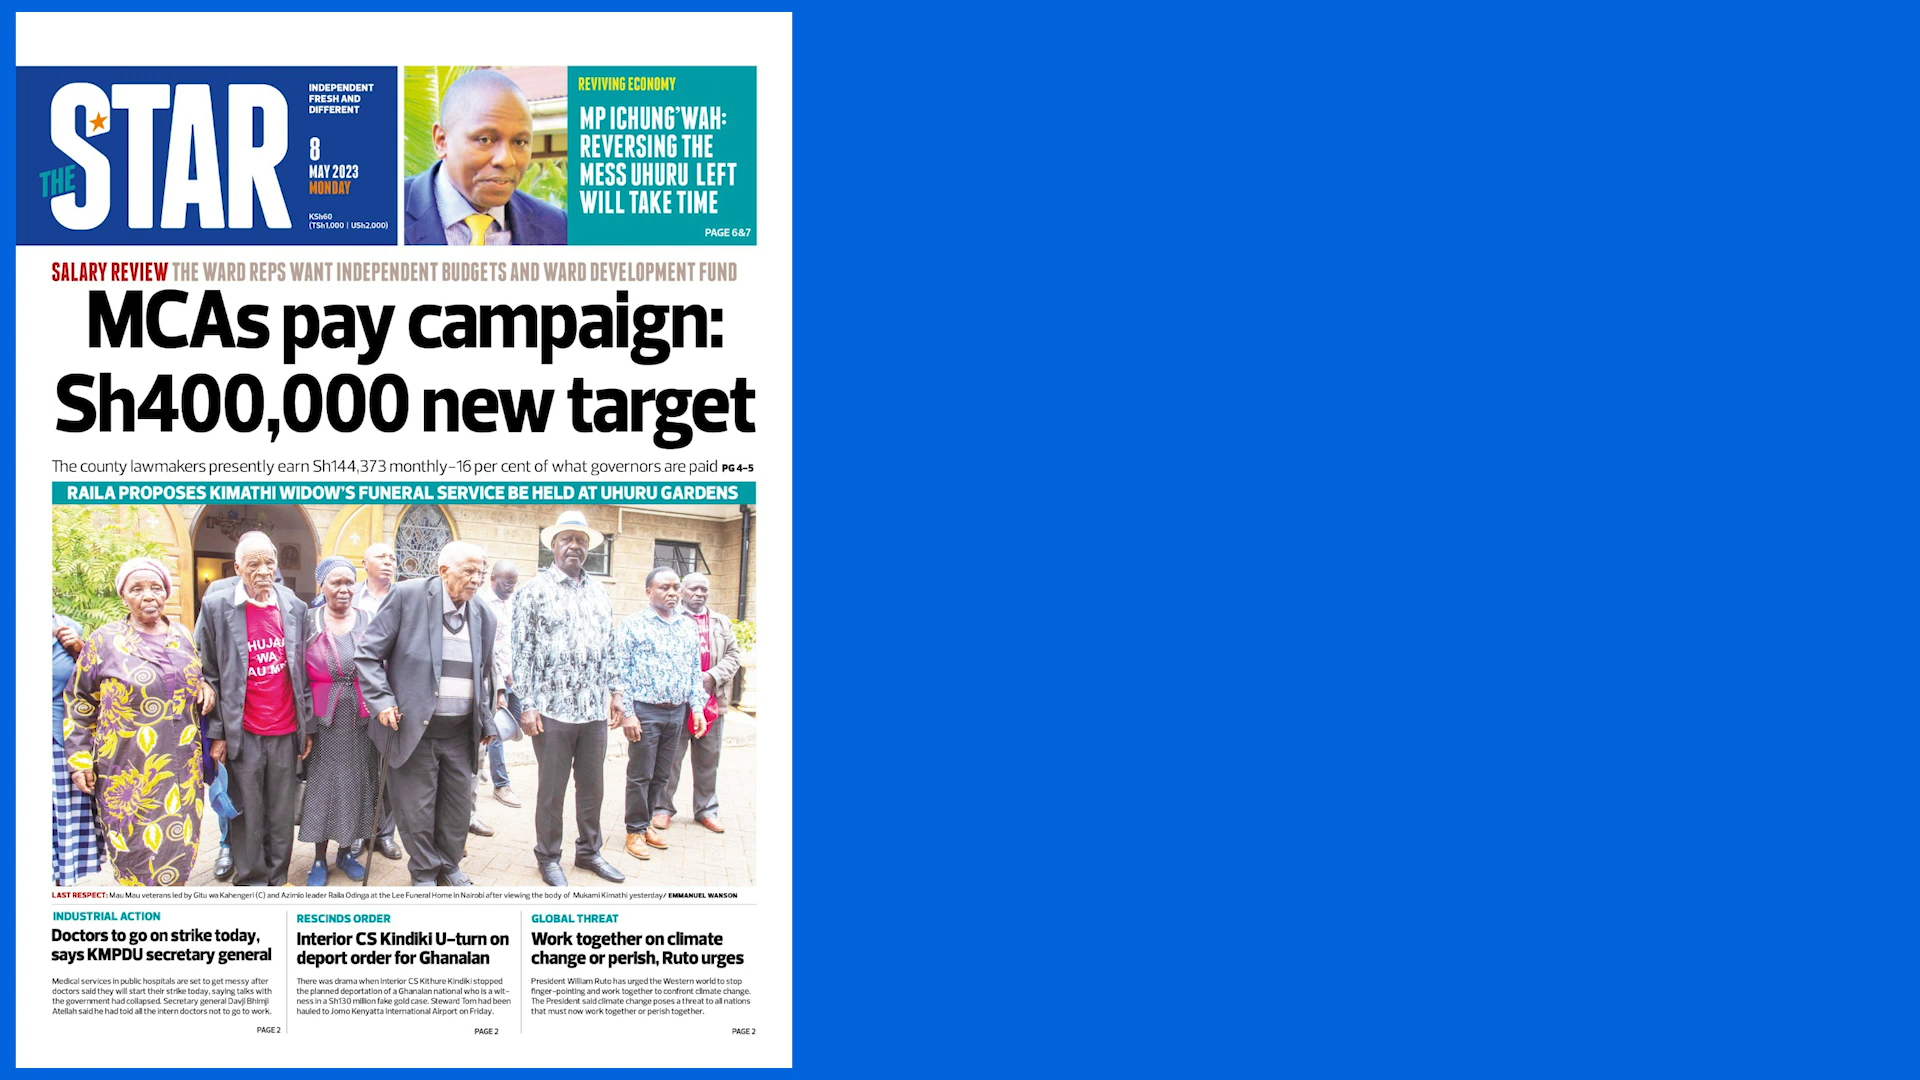 THE STAR
INDEPENDENT
FRESH AND
DIFFERENT
8
MAY 2023
MONDAY
KSh60
(TSh1,000 | USh2,000)
REVIVING ECONOMY
MP ICHUNG'WAH:
REVERSING THE
MESS UHURU LEFT
WILL TAKE TIME
PAGE 6&7
SALARY REVIEW THE WARD REPS WANT INDEPENDENT BUDGETS AND WARD DEVELOPMENT FUND
MCAs pay campaign:
Sh400,000 new target
The county lawmakers presently earn Sh144,373 monthly–16 per cent of what governors are paid PG 4-5
RAILA PROPOSES KIMATHI WIDOW'S FUNERAL SERVICE BE HELD AT UHURU GARDENS
HUJA
WA
AU M
LAST RESPECT: Mau Mau veterans led by Gitu wa Kahengeri (C) and Azimio leader Raila Odinga at the Lee Funeral Home in Nairobi after viewing the body of Mukami Kimathi yesterday/ EMMANUEL WANSON
INDUSTRIAL ACTION
Doctors to go on strike today,
says KMPDU secretary general
Medical services in public hospitals are set to get messy after
doctors said they will start their strike today, saying talks with
the government had collapsed. Secretary general Davji Bhimji
Atellah said he had told all the intern doctors not to go to work.
PAGE 2
RESCINDS ORDER
Interior CS Kindiki U-turn on
deport order for Ghanaian
There was drama when Interior CS Kithure Kindiki stopped
the planned deportation of a Ghanaian national who is a wit-
ness in a Sh130 million fake gold case. Steward Tom had been
hauled to Jomo Kenyatta International Airport on Friday.
PAGE 2
GLOBAL THREAT
Work together on climate
change or perish, Ruto urges
President William Ruto has urged the Western world to stop
finger-pointing and work together to confront climate change.
The President said climate change poses a threat to all nations
that must now work together or perish together.
PAGE 2